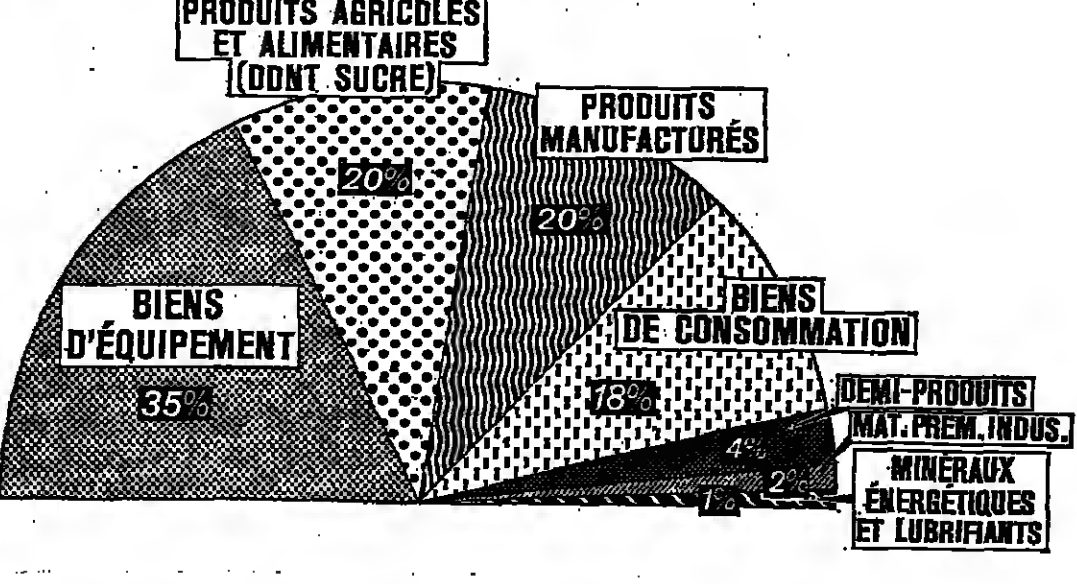 PRODUITS AGRICOLES
ET ALIMENTAIRES
(DONT SUCRE)
20%
PRODUITS
MANUFACTURÉS
20%
BIENS
D'ÉQUIPEMENT
35%
BIENS
DE CONSOMMATION
18%
DEMI-PRODUITS
4%
MAT. PREM. INDUS.
2%
MINÉRAUX
ÉNERGÉTIQUES
ET LUBRIFIANTS
1%